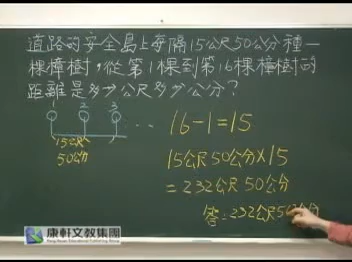 道路的安全島上每隔15公尺50公分種一
棵樟樹，從第1棵到第16棵樟樹的
距離是多少公尺多少公分？
1 2 3
15公尺
50公分
16-1=15
15公尺50公分×15
=232公尺50公分
答：232公尺50公分
康軒文教集團